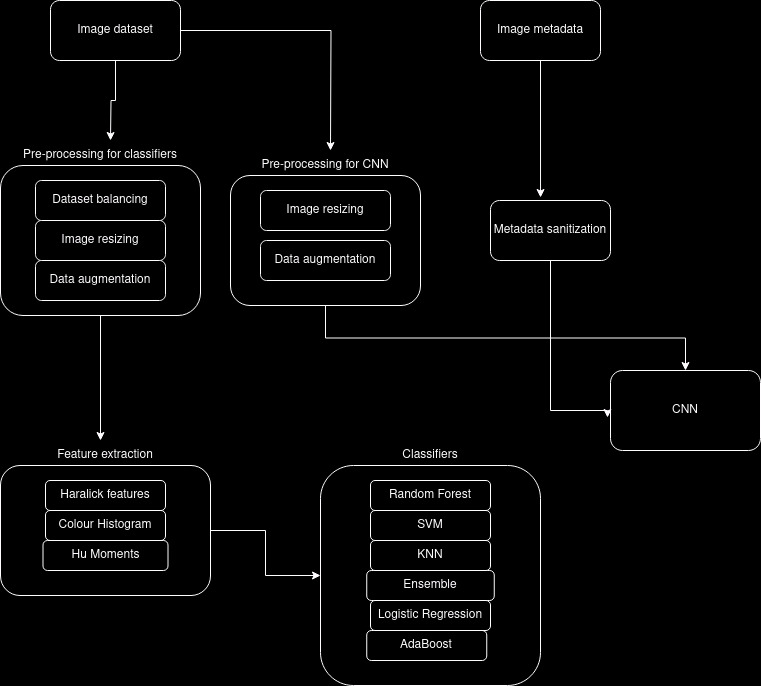 Image dataset
Image metadata
Pre-processing for classifiers
Dataset balancing
Image resizing
Data augmentation
Pre-processing for CNN
Image resizing
Data augmentation
Metadata sanitization
CNN
Feature extraction
Haralick features
Colour Histogram
Hu Moments
Classifiers
Random Forest
SVM
KNN
Ensemble
Logistic Regression
AdaBoost